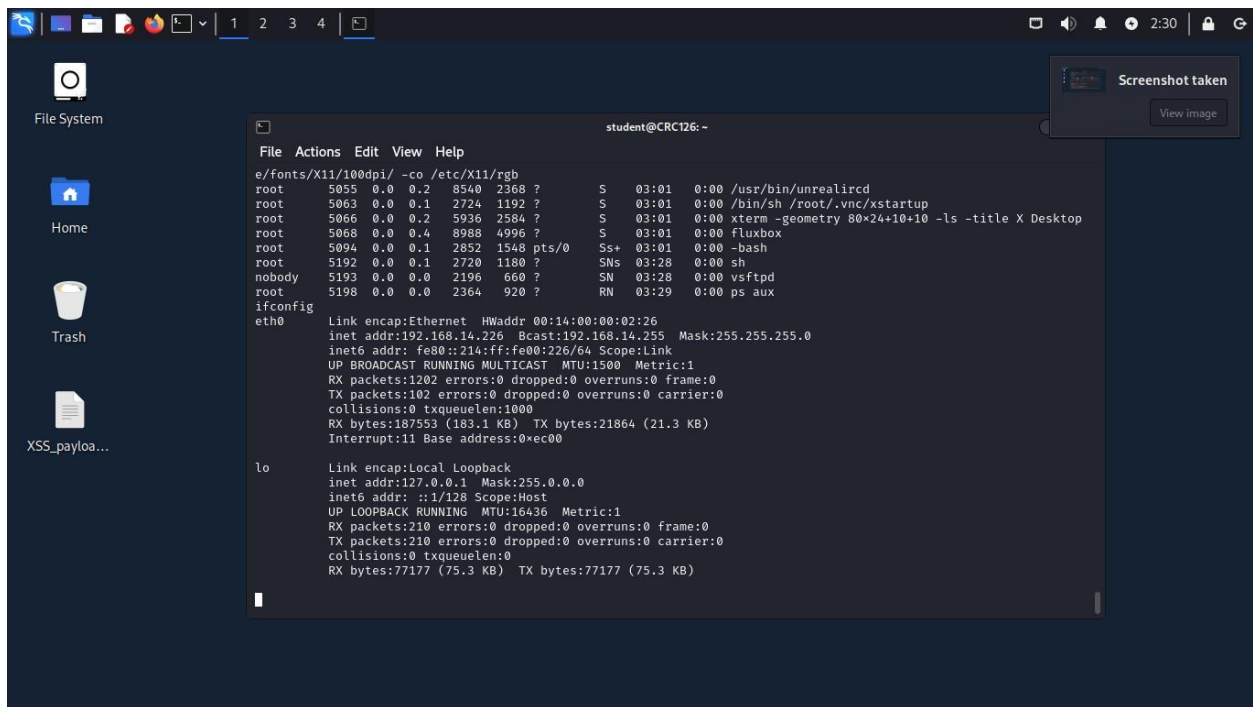 1 2 3 4
2:30
Screenshot taken
View image
File System
Home
Trash
XSS_payloa...
student@CRC126: ~
File Actions Edit View Help
e/fonts/X11/100dpi/ -co /etc/X11/rgb
root 5055 0.0 0.2 8540 2368 ? S 03:01 0:00 /usr/bin/unrealircd
root 5063 0.0 0.1 2724 1192 ? S 03:01 0:00 /bin/sh /root/.vnc/xstartup
root 5066 0.0 0.2 5936 2584 ? S 03:01 0:00 xterm -geometry 80×24+10+10 -ls -title X Desktop
root 5068 0.0 0.4 8988 4996 ? S 03:01 0:00 fluxbox
root 5094 0.0 0.1 2852 1548 pts/0 Ss+ 03:01 0:00 -bash
root 5192 0.0 0.1 2720 1180 ? SNs 03:28 0:00 sh
nobody 5193 0.0 0.0 2196 660 ? SN 03:28 0:00 vsftpd
root 5198 0.0 0.0 2364 920 ? RN 03:29 0:00 ps aux
ifconfig
eth0 Link encap:Ethernet HWaddr 00:14:00:00:02:26
inet addr:192.168.14.226 Bcast:192.168.14.255 Mask:255.255.255.0
inet6 addr: fe80::214:ff:fe00:226/64 Scope:Link
UP BROADCAST RUNNING MULTICAST MTU:1500 Metric:1
RX packets:1202 errors:0 dropped:0 overruns:0 frame:0
TX packets:102 errors:0 dropped:0 overruns:0 carrier:0
collisions:0 txqueuelen:1000
RX bytes:187553 (183.1 KB) TX bytes:21864 (21.3 KB)
Interrupt:11 Base address:0×ec00
lo Link encap:Local Loopback
inet addr:127.0.0.1 Mask:255.0.0.0
inet6 addr: ::1/128 Scope:Host
UP LOOPBACK RUNNING MTU:16436 Metric:1
RX packets:210 errors:0 dropped:0 overruns:0 frame:0
TX packets:210 errors:0 dropped:0 overruns:0 carrier:0
collisions:0 txqueuelen:0
RX bytes:77177 (75.3 KB) TX bytes:77177 (75.3 KB)